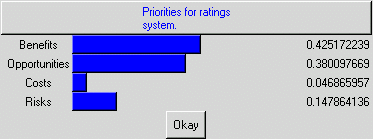 Priorities for ratings
system.
Benefits 0.425172239
Opportunities 0.380097669
Costs 0.046865957
Risks 0.147864136
Okay